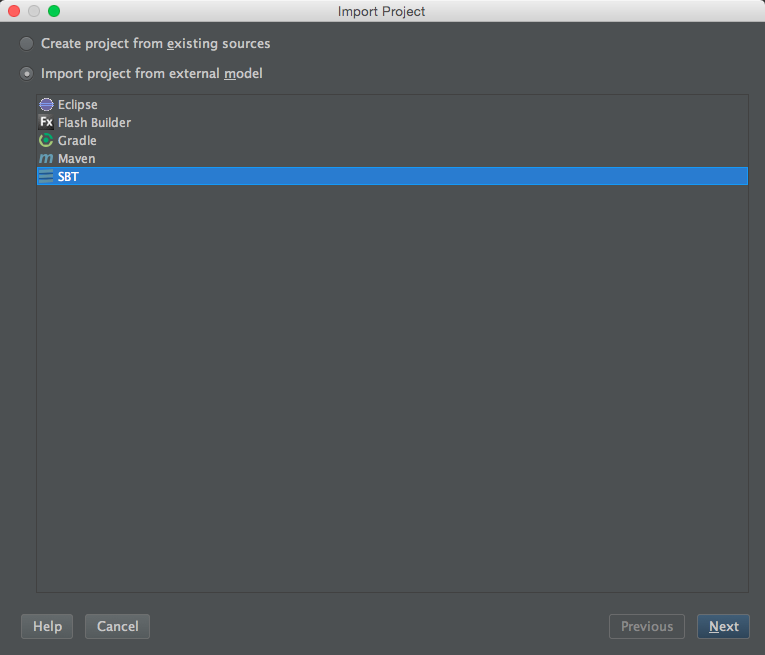 Import Project
Create project from existing sources
Import project from external model
Eclipse
Fx Flash Builder
Gradle
m Maven
SBT
Help Cancel Previous Next